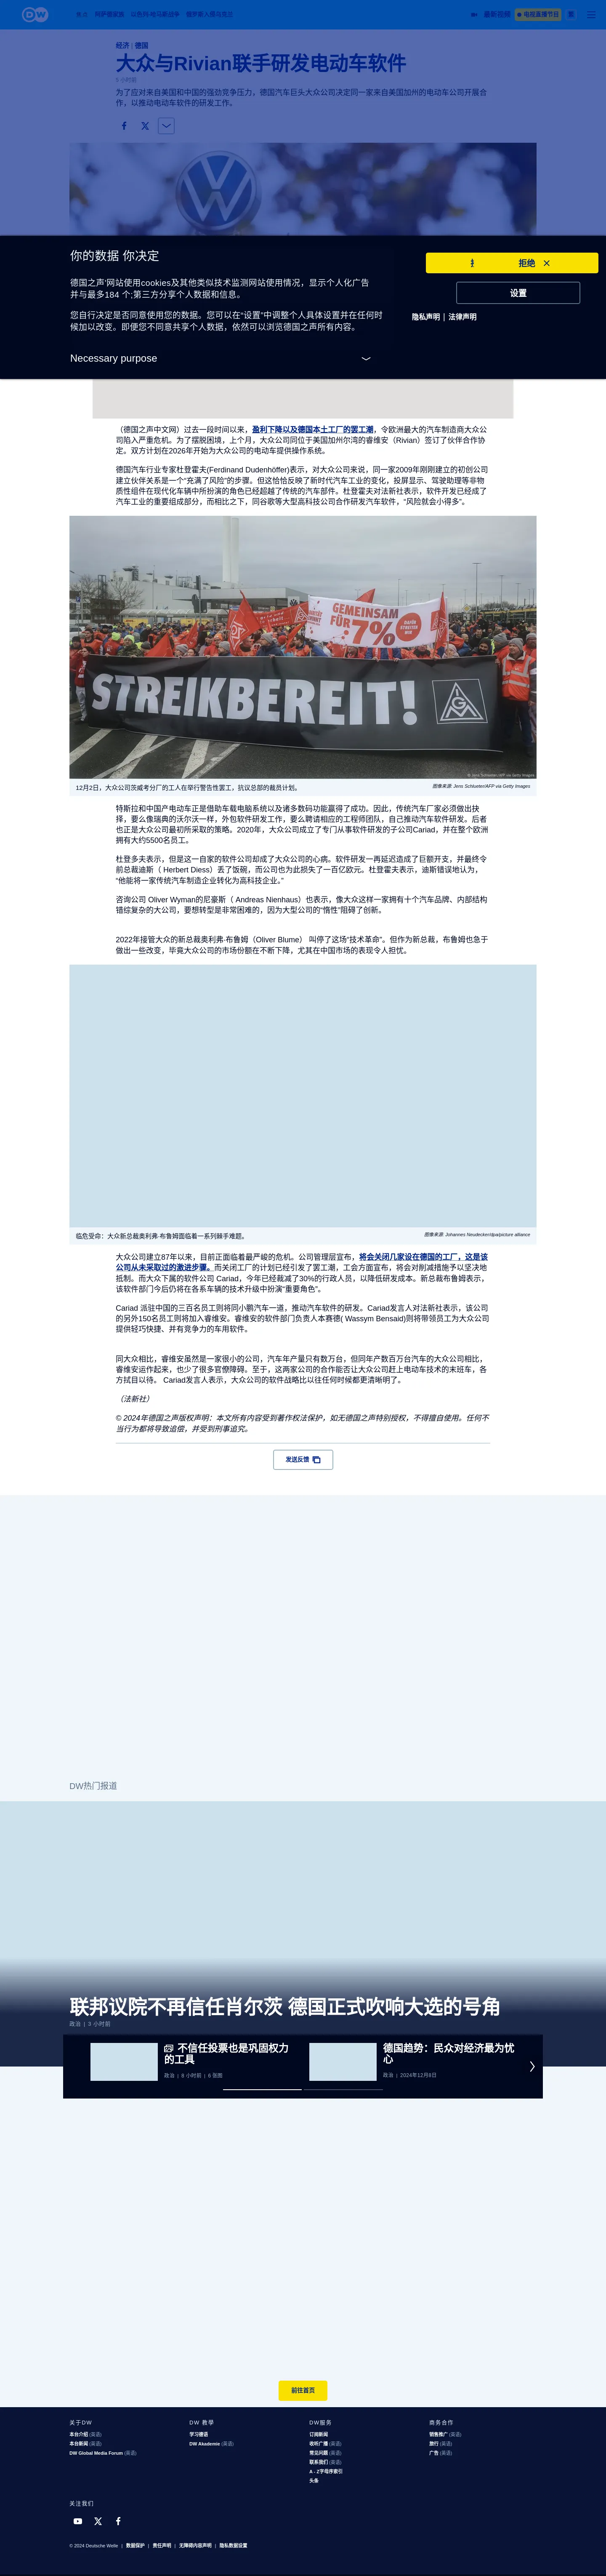 DW
经济 | 德国
大众与Rivian联手研发电动车软件
为了应对来自美国和中国的强劲竞争压力，德国汽车巨头大众公司决定同一家来自美国加州的电动车公司开展合
作，以推动电动车软件的研发工作。
你的数据 你决定
德国之声'网站使用cookies及其他类似技术监测网站使用情况，显示个人化广告
并与最多184 个;第三方分享个人数据和信息。
您自行决定是否同意使用您的数据。您可以在“设置”中调整个人具体设置并在任何时
候加以改变。即便您不同意共享个人数据，依然可以浏览德国之声所有内容。
Necessary purpose
拒绝
设置
隐私声明 | 法律声明
（德国之声中文网）过去一段时间以来，盈利下降以及德国本土工厂的罢工潮，令欧洲最大的汽车制造商大众公
司陷入严重危机。为了摆脱困境，上个月，大众公司同位于美国加州尔湾的睿维安（Rivian）签订了伙伴合作协
定。双方计划在2026年开始为大众公司的电动车提供操作系统。
德国汽车行业专家杜登霍夫(Ferdinand Dudenhöffer)表示，对大众公司来说，同一家2009年刚刚建立的初创公司
建立伙伴关系是一个“充满了风险”的步骤。但这恰恰反映了新时代汽车工业的变化，投屏显示、驾驶助理等非物
质性组件在现代化车辆中所扮演的角色已经超越了传统的汽车部件。杜登霍夫对法新社表示，软件开发已经成了
汽车工业的重要组成部分，而相比之下，同谷歌等大型高科技公司合作研发汽车软件，“风险就会小得多”。
GEMEINSAM
FÜR 7%
STREIKBEREIT!
IG M
© Jens Schlueter/AFP via Getty Images
12月2日，大众公司茨威考分厂的工人在举行警告性罢工，抗议总部的裁员计划。
图像来源: Jens Schlueter/AFP via Getty Images
特斯拉和中国产电动车正是借助车载电脑系统以及诸多数码功能赢得了成功。因此，传统汽车厂家必须做出抉
择，要么像瑞典的沃尔沃一样，外包软件研发工作，要么聘请相应的工程师团队，自己推动汽车软件研发。后者
也正是大众公司最初所采取的策略。2020年，大众公司成立了专门从事软件研发的子公司Cariad，并在整个欧洲
拥有大约5500名员工。
杜登多夫表示，但是这一自家的软件公司却成了大众公司的心病。软件研发一再延迟造成了巨额开支，并最终令
前总裁迪斯（ Herbert Diess）丢了饭碗，而公司也为此损失了一百亿欧元。杜登霍夫表示，迪斯错误地认为，
“他能将一家传统汽车制造企业转化为高科技企业。”
咨询公司 Oliver Wyman的尼豪斯（ Andreas Nienhaus）也表示，像大众这样一家拥有十个汽车品牌、内部结构
错综复杂的大公司，要想转型是非常困难的，因为大型公司的“惰性”阻碍了创新。
2022年接管大众的新总裁奥利弗·布鲁姆（Oliver Blume） 叫停了这场“技术革命”。但作为新总裁，布鲁姆也急于
做出一些改变，毕竟大众公司的市场份额在不断下降，尤其在中国市场的表现令人担忧。
临危受命：大众新总裁奥利弗·布鲁姆面临着一系列棘手难题。
图像来源: Johannes Neudecker/dpa/picture alliance
大众公司建立87年以来，目前正面临着最严峻的危机。公司管理层宣布，将会关闭几家设在德国的工厂，这是该
公司从未采取过的激进步骤。而关闭工厂的计划已经引发了罢工潮，工会方面宣布，将会对削减措施予以坚决地
抵制。而大众下属的软件公司 Cariad，今年已经裁减了30%的行政人员，以降低研发成本。新总裁布鲁姆表示，
该软件部门今后仍将在各系车辆的技术升级中扮演“重要角色”。
Cariad 派驻中国的三百名员工则将同小鹏汽车一道，推动汽车软件的研发。Cariad发言人对法新社表示，该公司
的另外150名员工则将加入睿维安。睿维安的软件部门负责人本赛德( Wassym Bensaid)则将带领员工为大众公司
提供轻巧快捷、并有竞争力的车用软件。
同大众相比，睿维安虽然是一家很小的公司，汽车年产量只有数万台，但同年产数百万台汽车的大众公司相比，
睿维安运作起来，也少了很多官僚障碍。至于，这两家公司的合作能否让大众公司赶上电动车技术的末班车，各
方拭目以待。 Cariad发言人表示，大众公司的软件战略比以往任何时候都更清晰明了。
（法新社）
© 2024年德国之声版权声明：本文所有内容受到著作权法保护，如无德国之声特别授权，不得擅自使用。任何不
当行为都将导致追偿，并受到刑事追究。
发送反馈
DW热门报道
联邦议院不再信任肖尔茨 德国正式吹响大选的号角
政治 | 3 小时前
不信任投票也是巩固权力
的工具
政治 | 8 小时前 | 6 张图
德国趋势：民众对经济最为忧
心
政治 | 2024年12月6日
前往首页
关于DW
本台介绍 (英语)
本台新闻 (英语)
DW Global Media Forum (英语)
DW 教學
学习德语
DW Akademie (英语)
DW服务
订阅新闻
收听广播 (英语)
常见问题 (英语)
联系我们 (英语)
A - Z字母序索引
头条
商务合作
销售推广 (英语)
旅行 (英语)
广告 (英语)
关注我们
© 2024 Deutsche Welle | 数据保护 | 责任声明 | 无障碍内容声明 | 隐私数据设置